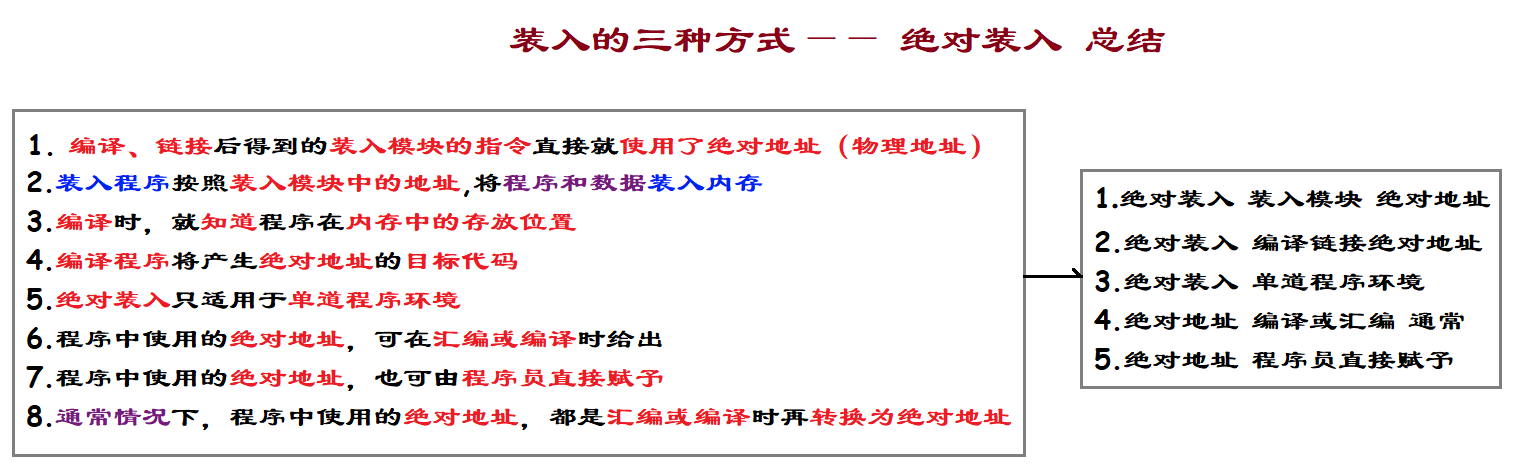 装入的三种方式—— 绝对装入 总结
1. 编译、链接后得到的装入模块的指令直接就使用了绝对地址（物理地址）
2.装入程序按照装入模块中的地址,将程序和数据装入内存
3.编译时，就知道程序在内存中的存放位置
4.编译程序将产生绝对地址的目标代码
5.绝对装入只适用于单道程序环境
6.程序中使用的绝对地址，可在汇编或编译时给出
7.程序中使用的绝对地址，也可由程序员直接赋予
8.通常情况下，程序中使用的绝对地址，都是汇编或编译时再转换为绝对地址
1.绝对装入 装入模块 绝对地址
2.绝对装入 编译链接绝对地址
3.绝对装入 单道程序环境
4.绝对地址 编译或汇编 通常
5.绝对地址 程序员直接赋予